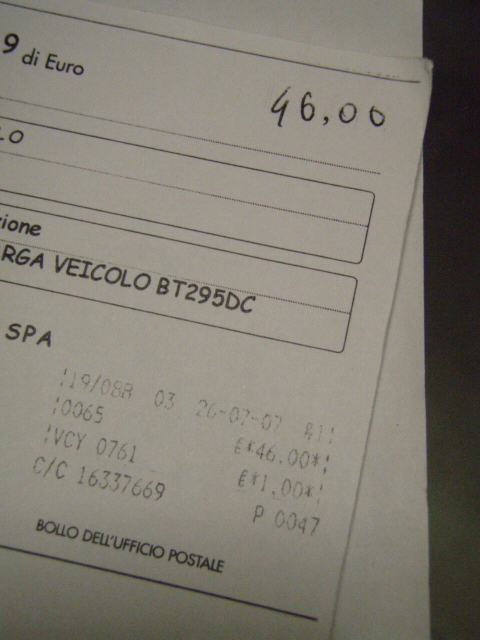 9 di Euro 46,00
LO
zione
RGA VEICOLO BT295DC
SPA
19/088 03 26-07-07
0065 €*46.00*
VCY 0761 €*1.00*
C/C 16337669 P 0047
BOLLO DELL'UFFICIO POSTALE